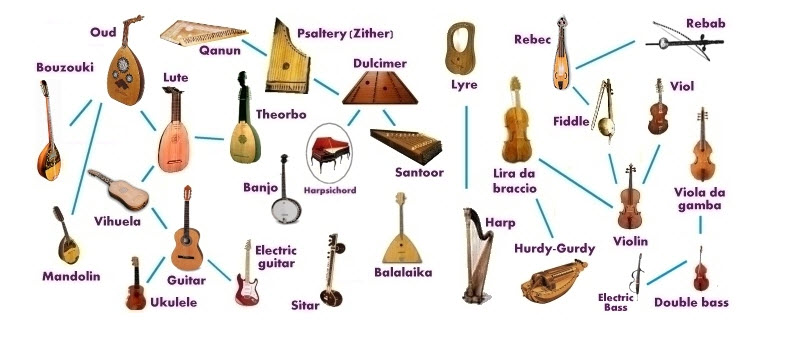 Oud
Qanun
Psaltery (Zither)
Rebec
Rebab
Bouzouki
Lute
Dulcimer
Lyre
Viol
Theorbo
Fiddle
Santoor
Lira da
braccio
Banjo
Harpsichord
Viola da
gamba
Vihuela
Harp
Violin
Mandolin
Guitar
Electric
guitar
Balalaika
Hurdy-Gurdy
Ukulele
Sitar
Electric
Bass
Double bass